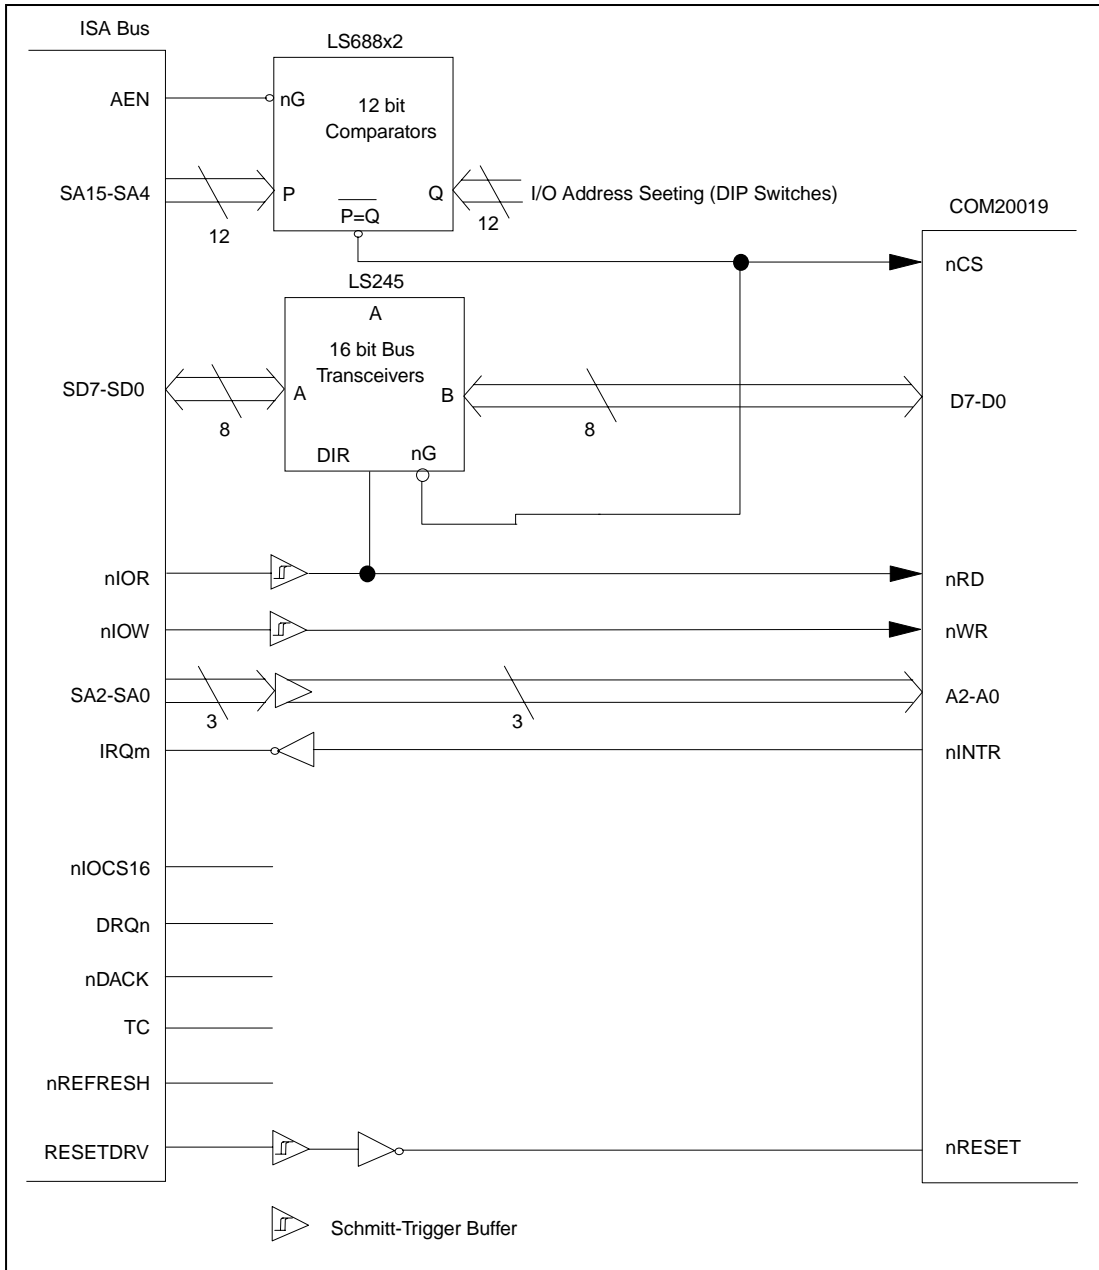 ISA Bus
LS688x2
AEN
nG
12 bit
Comparators
SA15-SA4
P
Q
I/O Address Seeting (DIP Switches)
P=Q
12
12
COM20019
nCS
LS245
A
16 bit Bus
Transceivers
SD7-SD0
A
B
D7-D0
8
8
DIR
nG
nIOR
nRD
nIOW
nWR
SA2-SA0
A2-A0
3
3
IRQm
nINTR
nIOCS16
DRQn
nDACK
TC
nREFRESH
RESETDRV
nRESET
Schmitt-Trigger Buffer